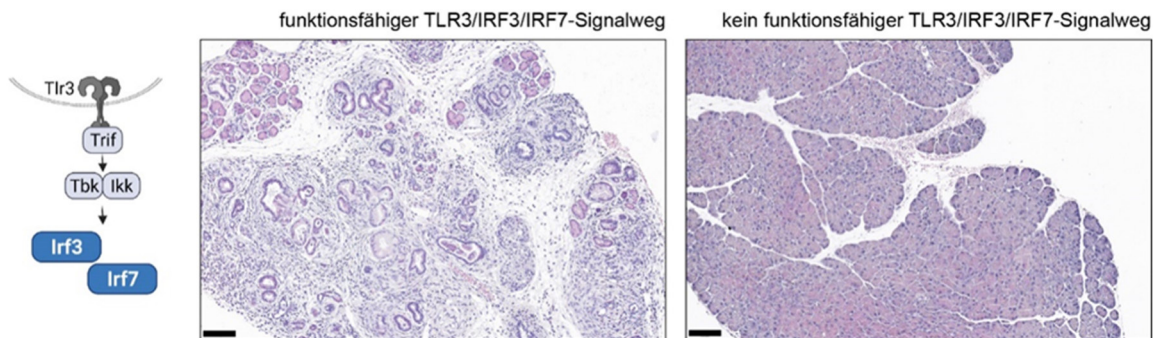 funktionsfähiger TLR3/IRF3/IRF7-Signalweg
kein funktionsfähiger TLR3/IRF3/IRF7-Signalweg
Tlr3
Trif
Tbk Ikk
Irf3
Irf7